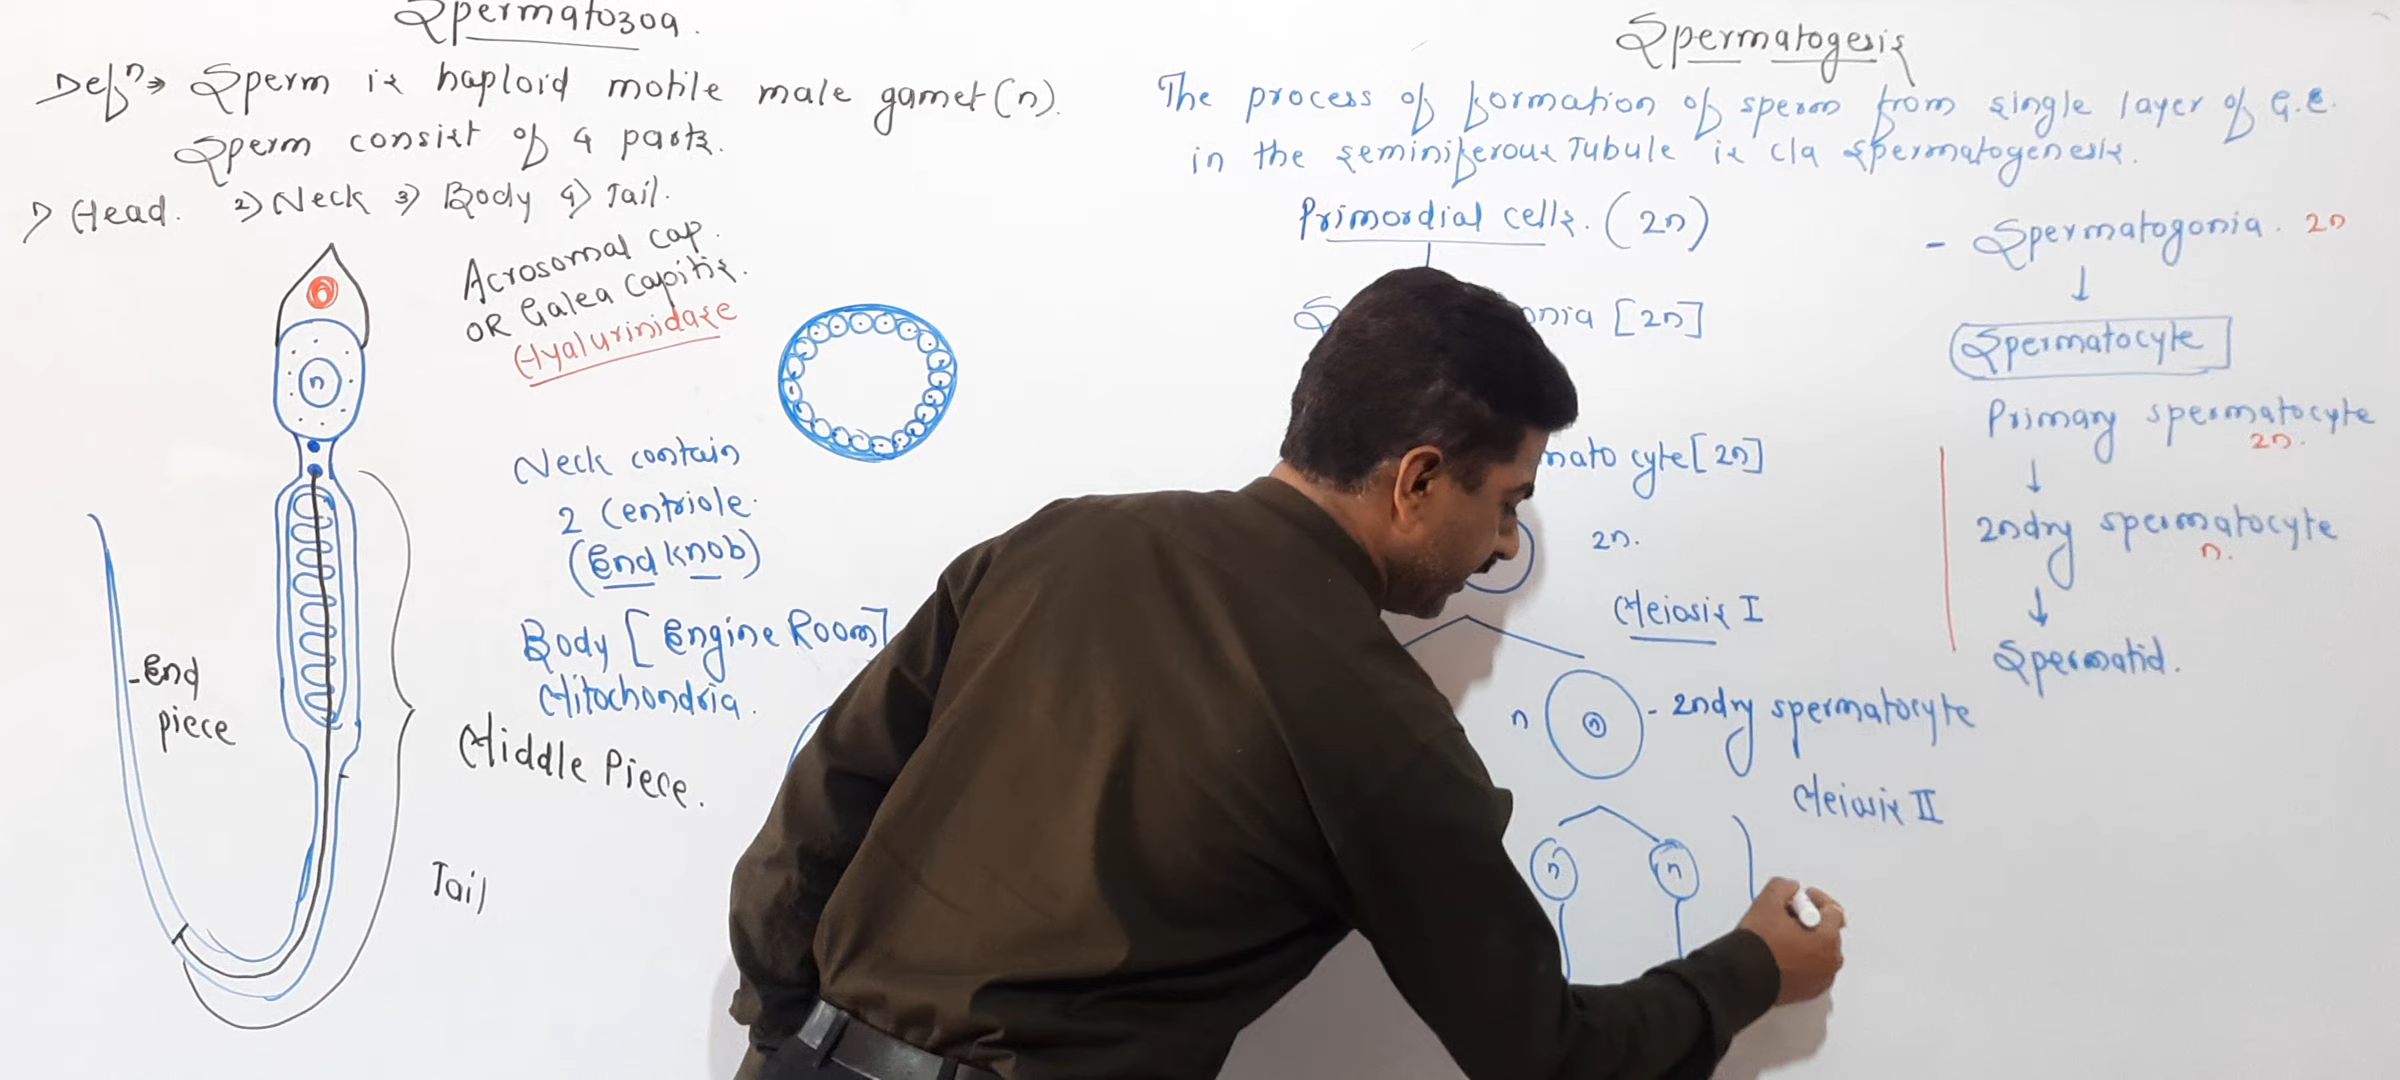 Spermatozoa.
Defn → Sperm is haploid motile male gamet (n).
Sperm consist of 4 parts.
1) Head. 2) Neck 3) Body 4) Tail.
Acrosomal cap.
OR Galea Capitis.
Hyalurinidase
n
Neck contain
2 Centriole.
(End knob)
Body [Engine Room]
Mitochondria.
Middle Piece.
End
piece
Tail
Spermatogesis
The process of formation of sperm from single layer of G.E.
in the seminiferous Tubule is c/a spermatogenesis.
Primordial cells. (2n)
S onia [2n]
mato cyte [2n]
2n.
Meiosis I
n n - 2ndry spermatocyte
Meiosis II
n n
- Spermatogonia. 2n
↓
Spermatocyte
Primary spermatocyte
2n.
↓
2ndry spermatocyte
n.
↓
Spermatid.